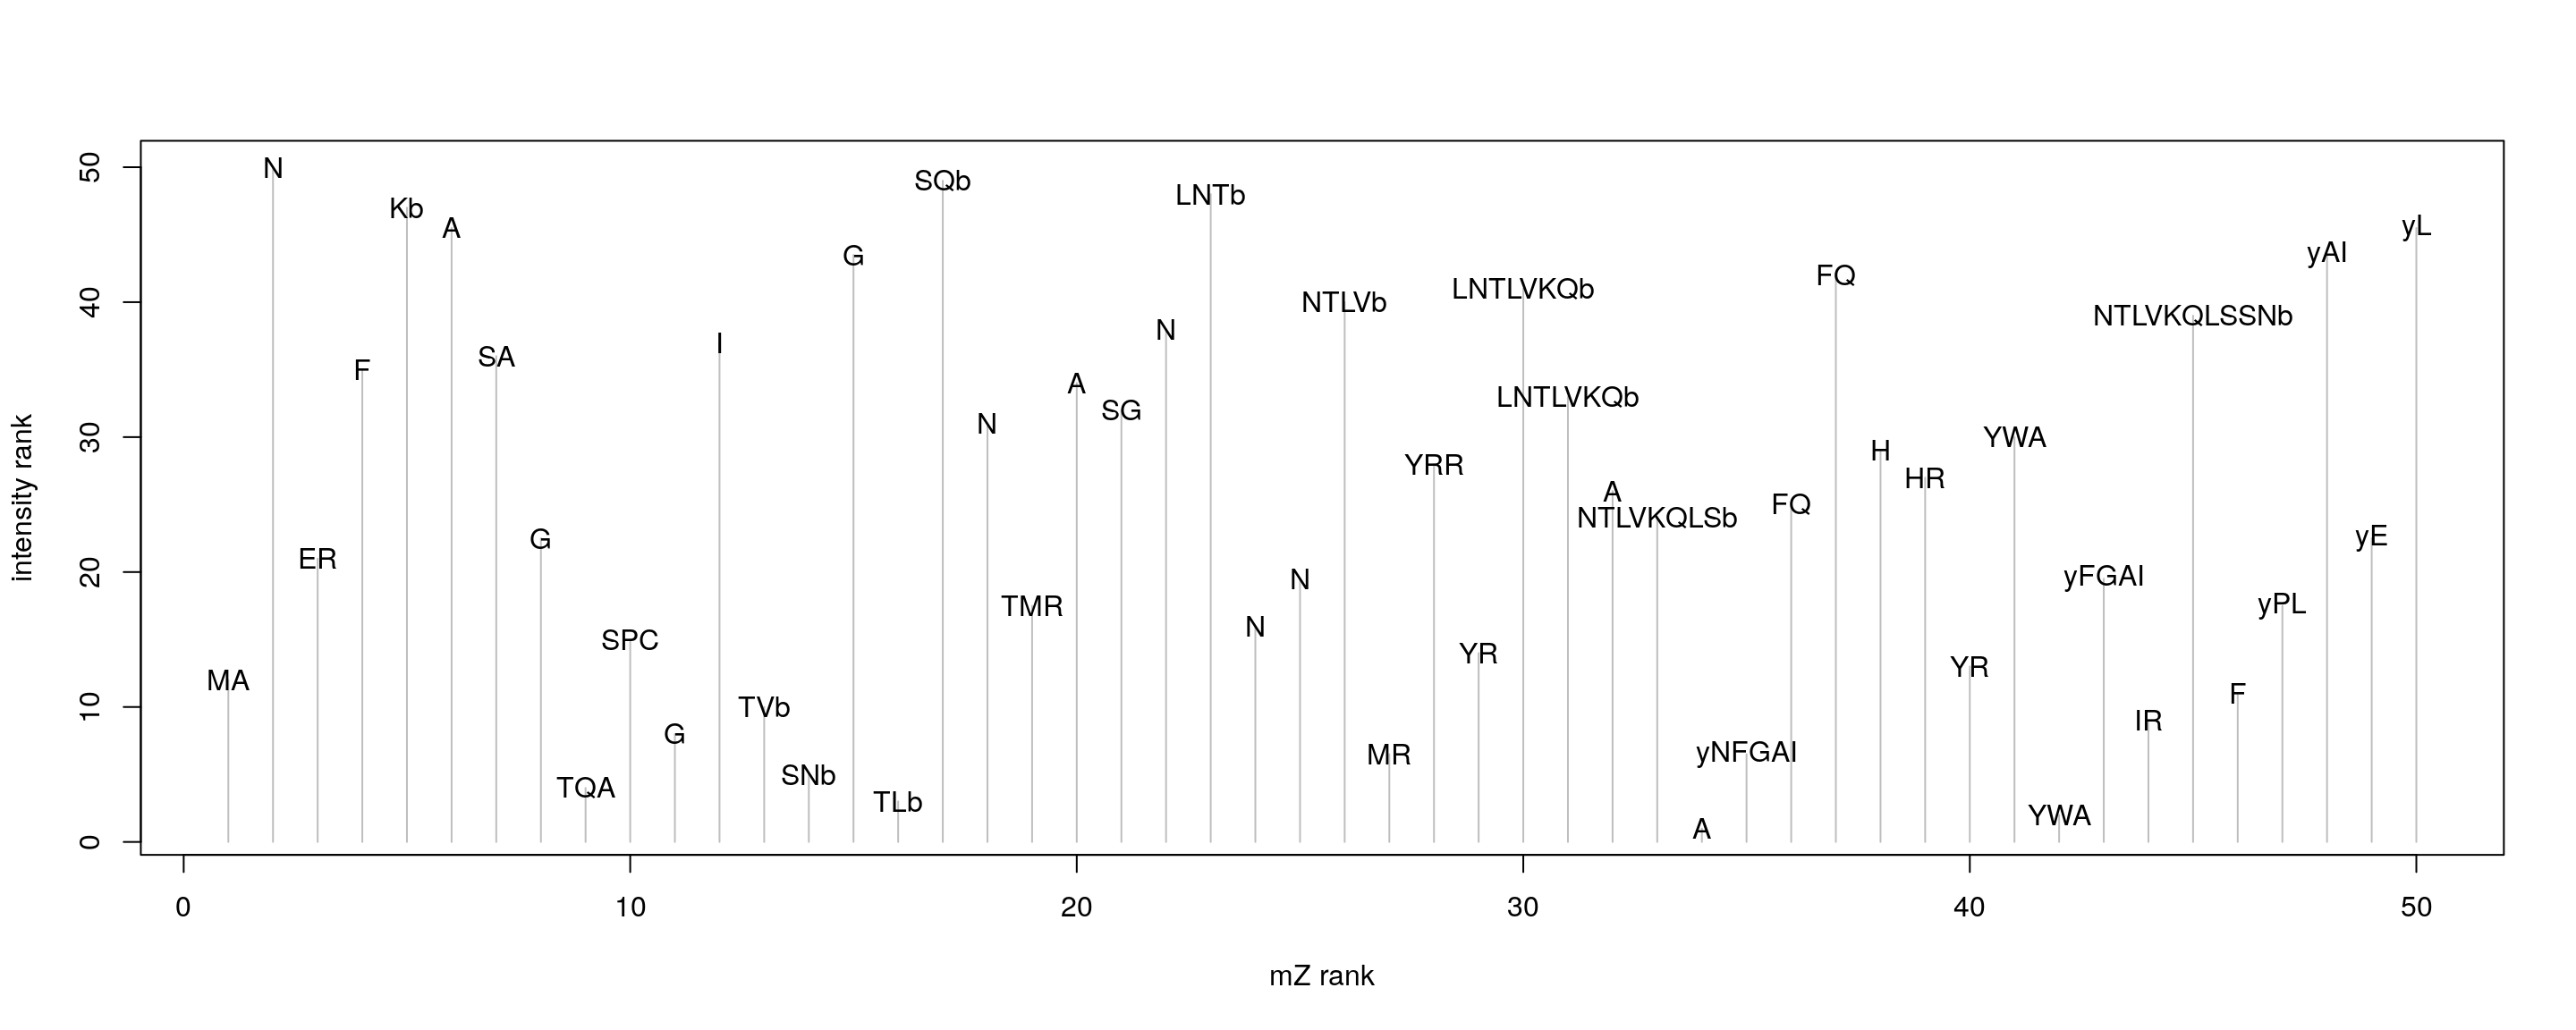 50
N
SQb
LNTb
Kb
A
yL
G
yAI
FQ
40
NTLVb
LNTLVKQb
NTLVKQLSSNb
N
I
SA
F
A
LNTLVKQb
SG
N
30
YWA
H
YRR
HR
A
FQ
NTLVKQLSb
G
yE
ER
20
N
yFGAI
TMR
yPL
N
SPC
YR
YR
MA
F
10
TVb
IR
G
MR
yNFGAI
SNb
TQA
TLb
YWA
A
0
intensity rank
0 10 20 30 40 50
mZ rank